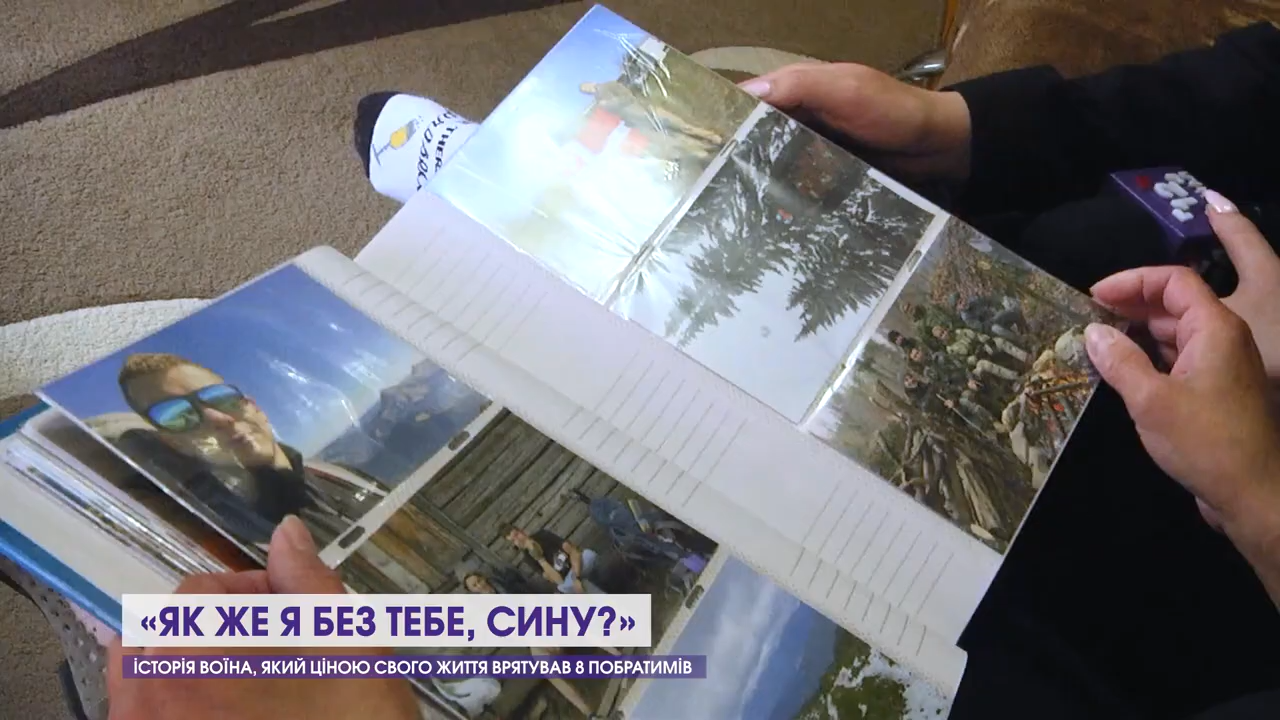 «ЯК ЖЕ Я БЕЗ ТЕБЕ, СИНУ?»
ІСТОРІЯ ВОЇНА, ЯКИЙ ЦІНОЮ СВОГО ЖИТТЯ ВРЯТУВАВ 8 ПОБРАТИМІВ